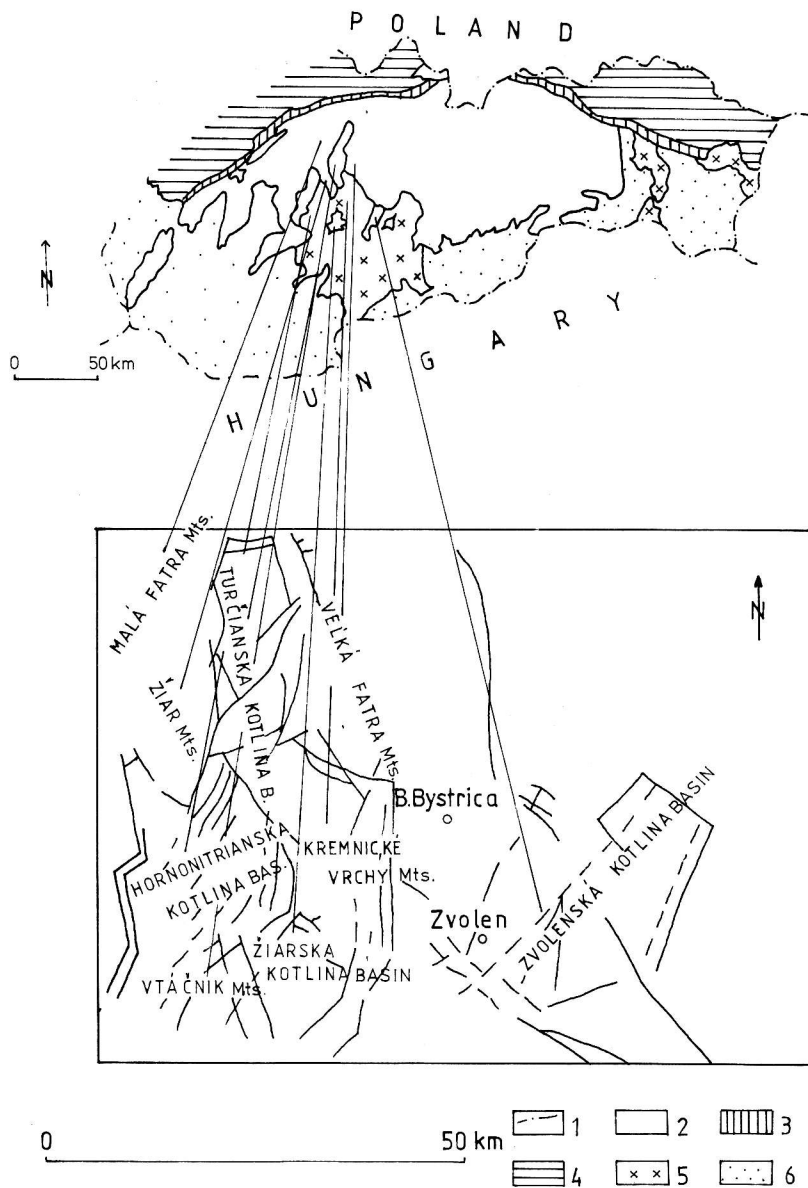 POLAND
N
0 50 km
HUNGARY
MALÁ FATRA Mts.
TURČIANSKA KOTLINA B.
VEĽKÁ FATRA Mts.
N
ŽIAR Mts.
B.Bystrica
HORNONITRIANSKA
KOTLINA BAS.
KREMNICKÉ
VRCHY Mts.
ZVOLENSKÁ KOTLINA BASIN
Zvolen
ŽIARSKA
KOTLINA BASIN
VTÁČNIK Mts.
0 50 km
1 2 3
4 5 6